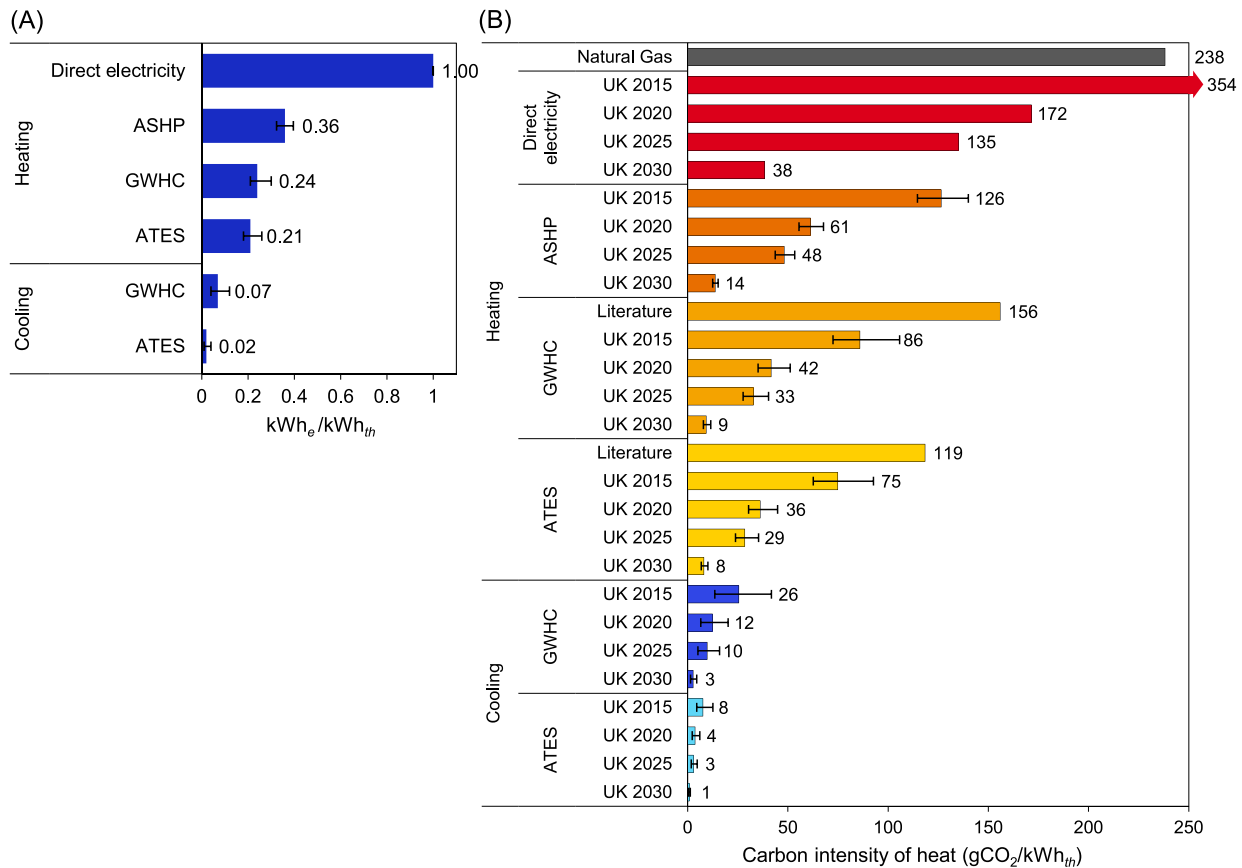 (A)
Heating
Direct electricity 1.00
ASHP 0.36
GWHC 0.24
ATES 0.21
Cooling
GWHC 0.07
ATES 0.02
0 0.2 0.4 0.6 0.8 1
kWhe/kWhth
(B)
Heating
Natural Gas 238
Direct
electricity
UK 2015 354
UK 2020 172
UK 2025 135
UK 2030 38
ASHP
UK 2015 126
UK 2020 61
UK 2025 48
UK 2030 14
GWHC
Literature 156
UK 2015 86
UK 2020 42
UK 2025 33
UK 2030 9
ATES
Literature 119
UK 2015 75
UK 2020 36
UK 2025 29
UK 2030 8
Cooling
GWHC
UK 2015 26
UK 2020 12
UK 2025 10
UK 2030 3
ATES
UK 2015 8
UK 2020 4
UK 2025 3
UK 2030 1
0 50 100 150 200 250
Carbon intensity of heat (gCO2/kWhth)